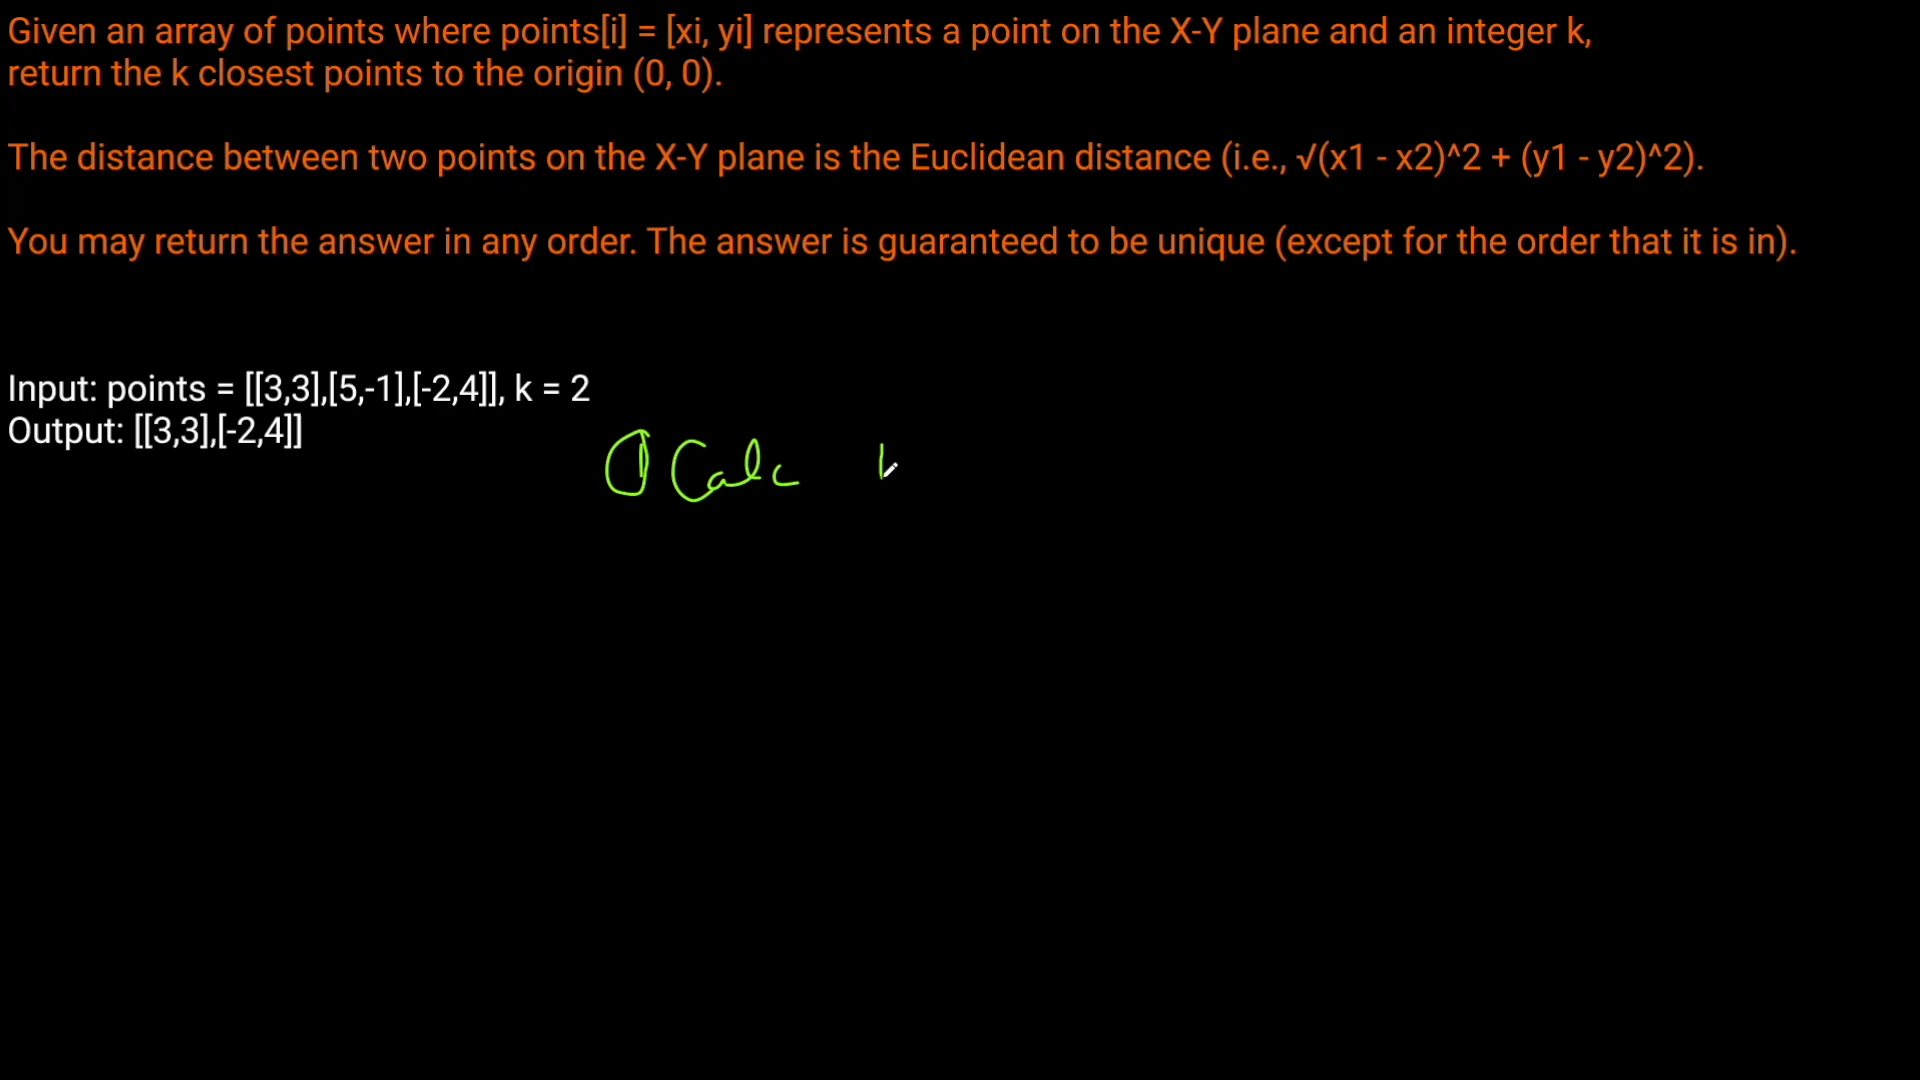 Given an array of points where points[i] = [xi, yi] represents a point on the X-Y plane and an integer k,
return the k closest points to the origin (0, 0).
The distance between two points on the X-Y plane is the Euclidean distance (i.e., √(x1 - x2)^2 + (y1 - y2)^2).
You may return the answer in any order. The answer is guaranteed to be unique (except for the order that it is in).
Input: points = [[3,3],[5,-1],[-2,4]], k = 2
Output: [[3,3],[-2,4]]
① Calc